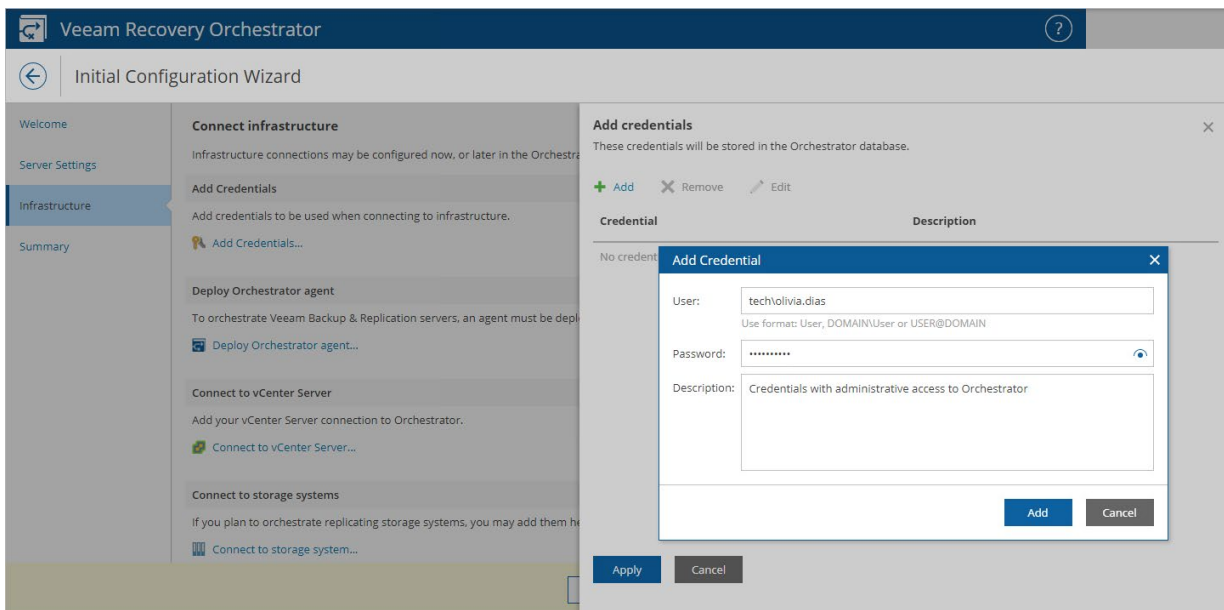 Veeam Recovery Orchestrator
?
Initial Configuration Wizard
Welcome
Server Settings
Infrastructure
Summary
Connect infrastructure
Infrastructure connections may be configured now, or later in the Orchestra
Add Credentials
Add credentials to be used when connecting to infrastructure.
Add Credentials...
Deploy Orchestrator agent
To orchestrate Veeam Backup & Replication servers, an agent must be depl
Deploy Orchestrator agent...
Connect to vCenter Server
Add your vCenter Server connection to Orchestrator.
Connect to vCenter Server...
Connect to storage systems
If you plan to orchestrate replicating storage systems, you may add them he
Connect to storage system...
Add credentials
These credentials will be stored in the Orchestrator database.
Add Remove Edit
Credential Description
No credent
Add Credential
User: tech\olivia.dias
Use format: User, DOMAIN\User or USER@DOMAIN
Password: ••••••••••
Description: Credentials with administrative access to Orchestrator
Add Cancel
Apply Cancel